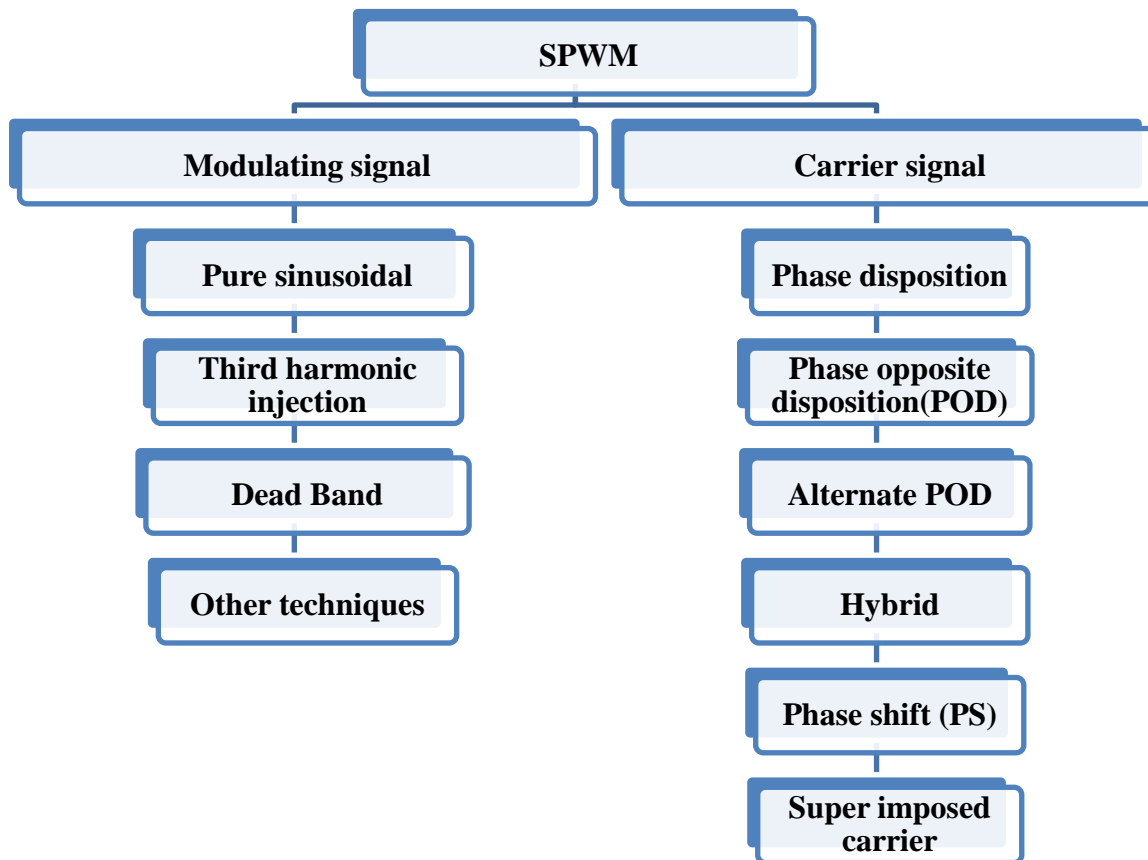 SPWM
Modulating signal
Carrier signal
Pure sinusoidal
Third harmonic
injection
Dead Band
Other techniques
Phase disposition
Phase opposite
disposition(POD)
Alternate POD
Hybrid
Phase shift (PS)
Super imposed
carrier